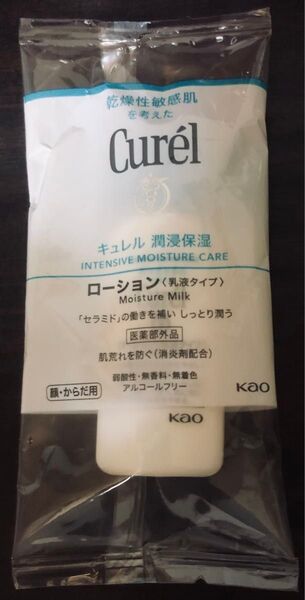 乾燥性敏感肌
を考えた
Curél
キュレル 潤浸保湿
INTENSIVE MOISTURE CARE
ローション〈乳液タイプ〉
Moisture Milk
「セラミド」の働きを補い しっとり潤う
医薬部外品
肌荒れを防ぐ(消炎剤配合)
弱酸性・無香料・無着色
アルコールフリー
顔・からだ用
Kao
Kao